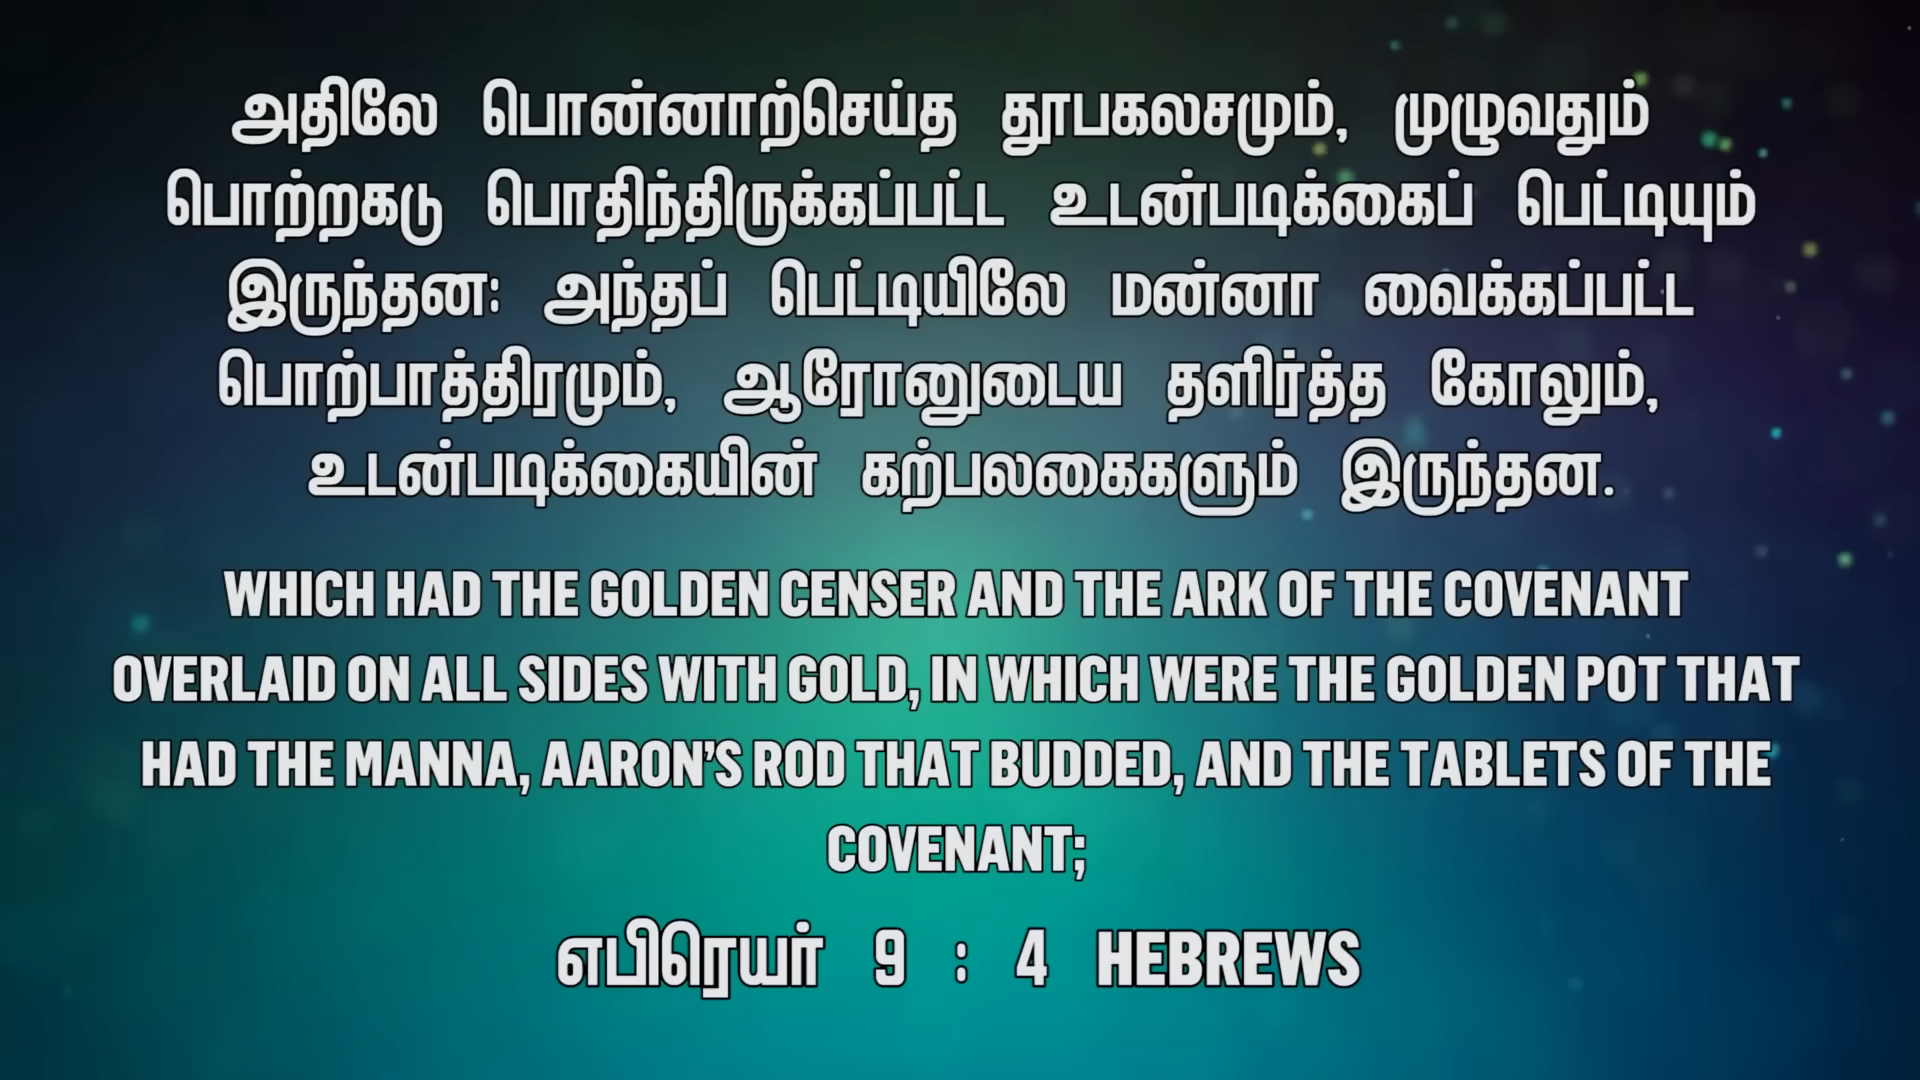 அதிலே பொன்னாற்செய்த தூபகலசமும், முழுவதும்
பொற்றகடு பொதிந்திருக்கப்பட்ட உடன்படிக்கைப் பெட்டியும்
இருந்தன: அந்தப் பெட்டியிலே மன்னா வைக்கப்பட்ட
பொற்பாத்திரமும், ஆரோனுடைய தளிர்த்த கோலும்,
உடன்படிக்கையின் கற்பலகைகளும் இருந்தன.
WHICH HAD THE GOLDEN CENSER AND THE ARK OF THE COVENANT
OVERLAID ON ALL SIDES WITH GOLD, IN WHICH WERE THE GOLDEN POT THAT
HAD THE MANNA, AARON’S ROD THAT BUDDED, AND THE TABLETS OF THE
COVENANT;
எபிரெயர் 9 : 4 HEBREWS